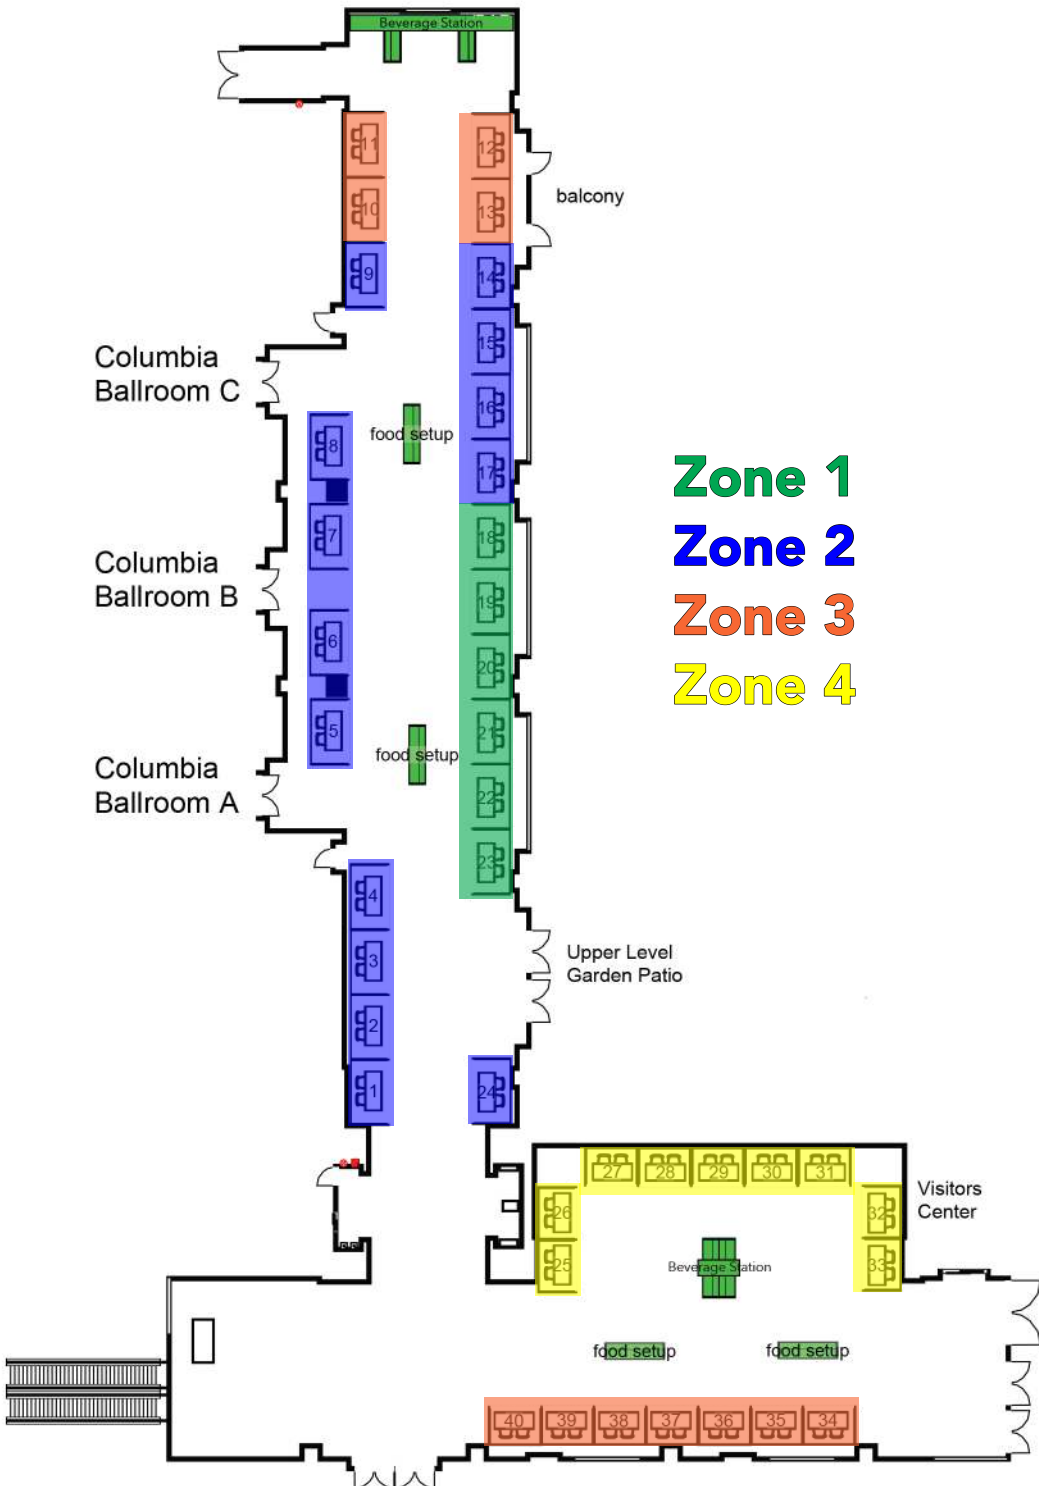 Beverage Station
11
12
10
13
balcony
9
14
15
Columbia
Ballroom C
16
food setup
8
17
Zone 1
7
18
Zone 2
Columbia
Ballroom B
19
Zone 3
6
20
Zone 4
5
21
food setup
Columbia
Ballroom A
22
23
4
3
Upper Level
Garden Patio
2
1
24
27 28 29 30 31
26
32
Visitors
Center
25
Beverage Station
33
food setup
food setup
40 39 38 37 36 35 34